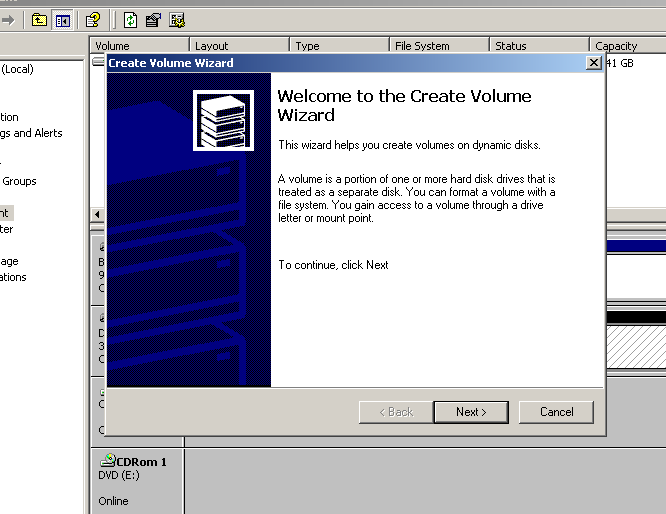 Volume Layout Type File System Status Capacity
(Local)
41 GB
Create Volume Wizard
Welcome to the Create Volume
Wizard
This wizard helps you create volumes on dynamic disks.
A volume is a portion of one or more hard disk drives that is
treated as a separate disk. You can format a volume with a
file system. You gain access to a volume through a drive
letter or mount point.
To continue, click Next
< Back Next > Cancel
tion
gs and Alerts
Groups
nt
ter
age
ations
B
9
C
D
3
C
C
C
CDRom 1
DVD (E:)
Online